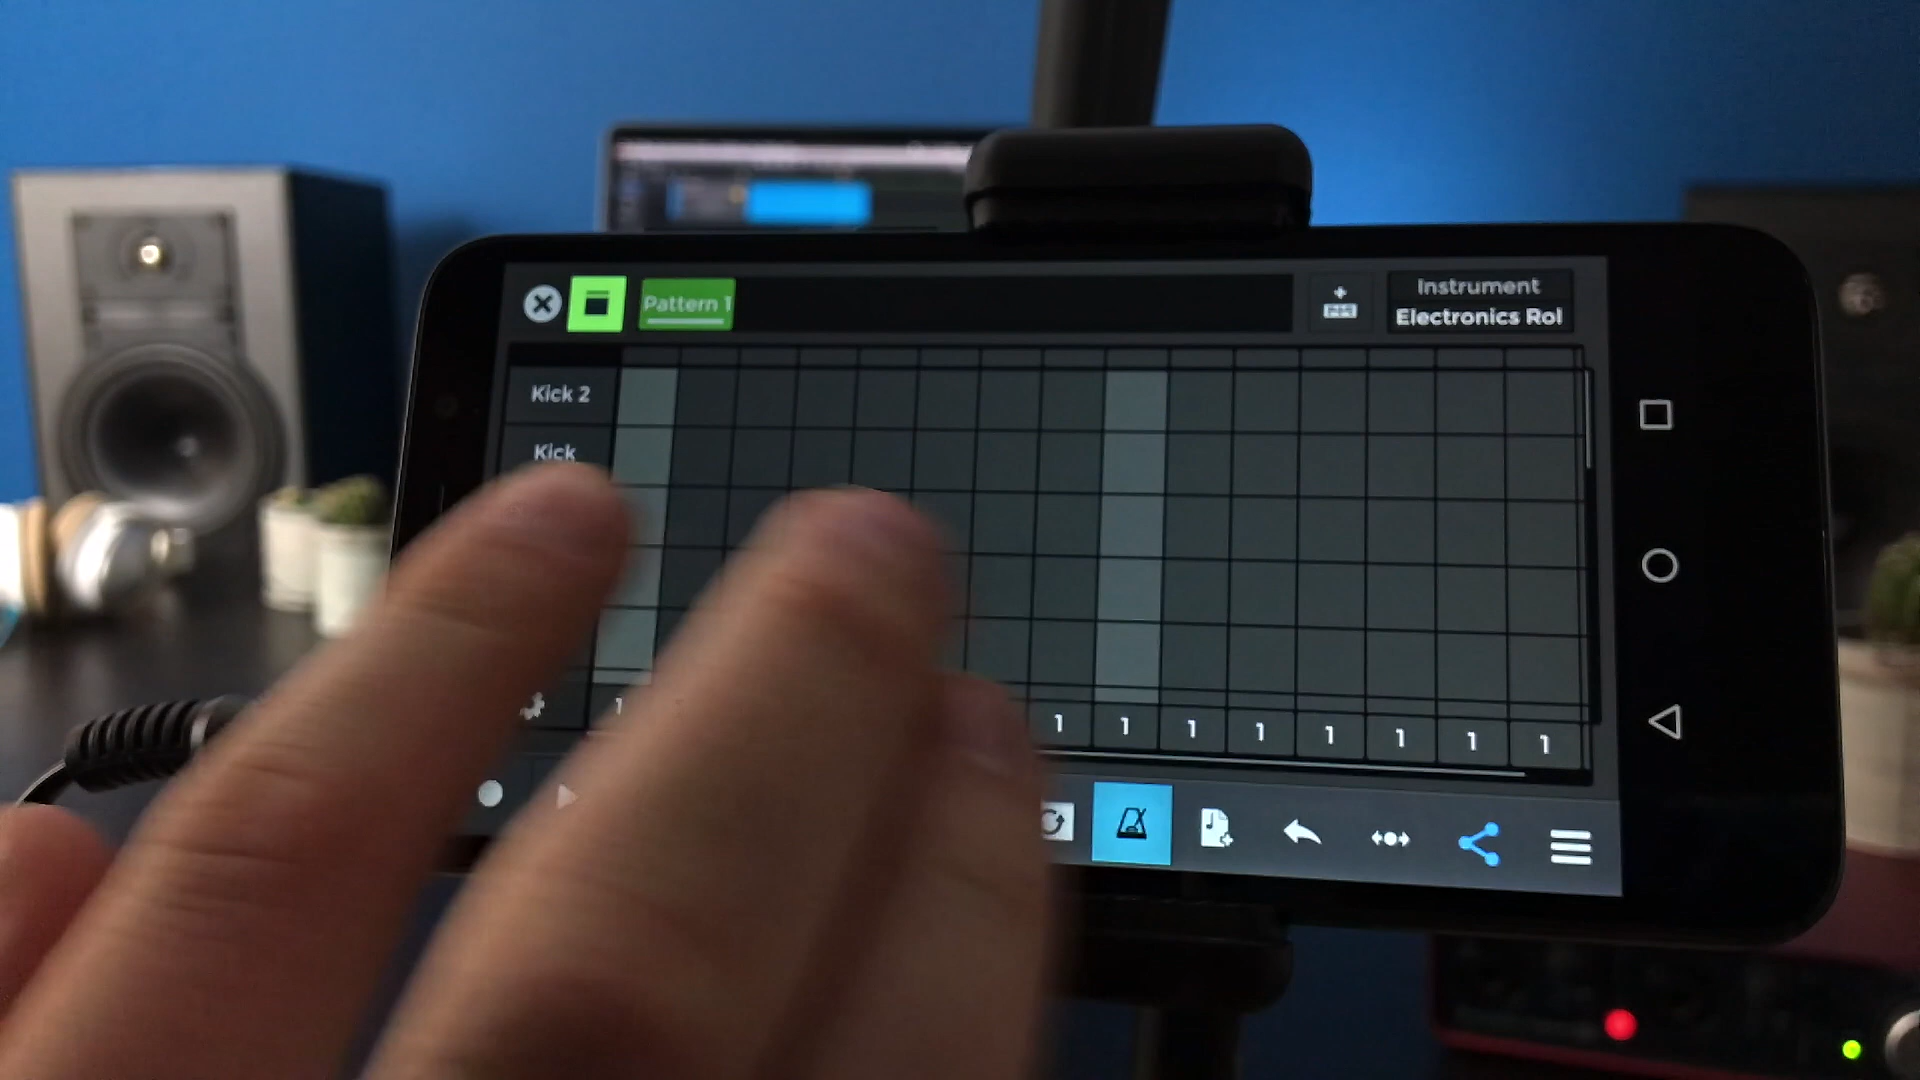 Pattern 1
Instrument
Electronics Rol
Kick 2
Kick
1 1 1 1 1 1 1 1 1